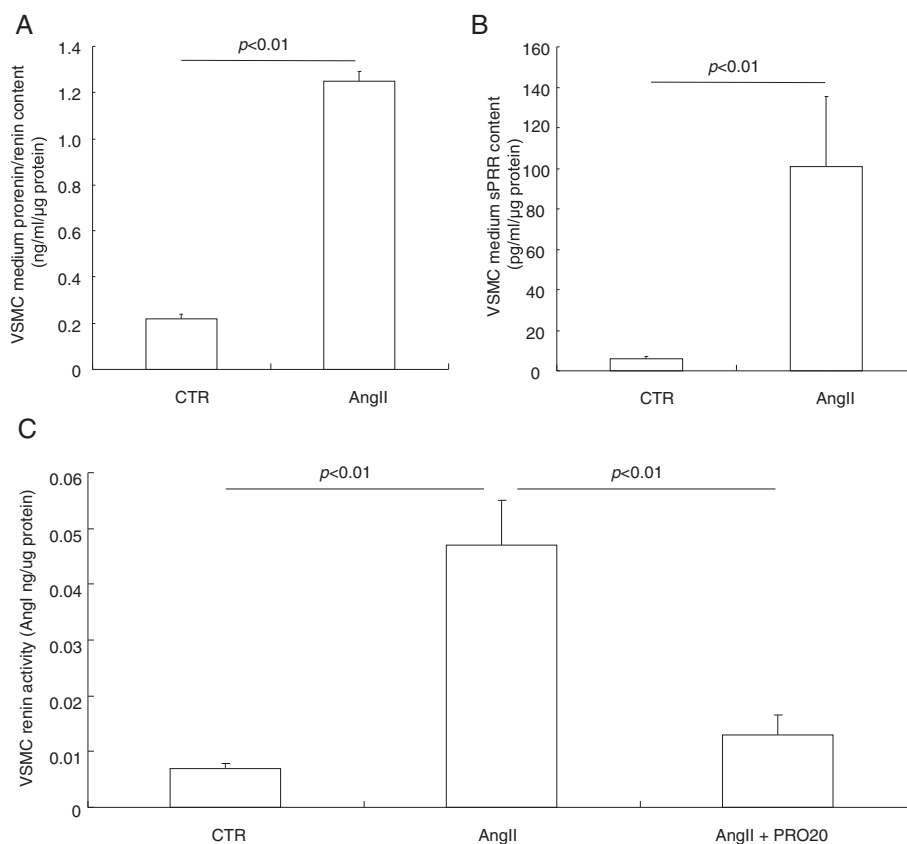 A
p<0.01
VSMC medium prorenin/renin content
(ng/ml/µg protein)
1.4
1.2
1.0
0.8
0.6
0.4
0.2
0
CTR
AngII
B
p<0.01
VSMC medium sPRR content
(pg/ml/µg protein)
160
140
120
100
80
60
40
20
0
CTR
AngII
C
p<0.01
p<0.01
VSMC renin activity (AngI ng/ug protein)
0.06
0.05
0.04
0.03
0.02
0.01
0
CTR
AngII
AngII + PRO20